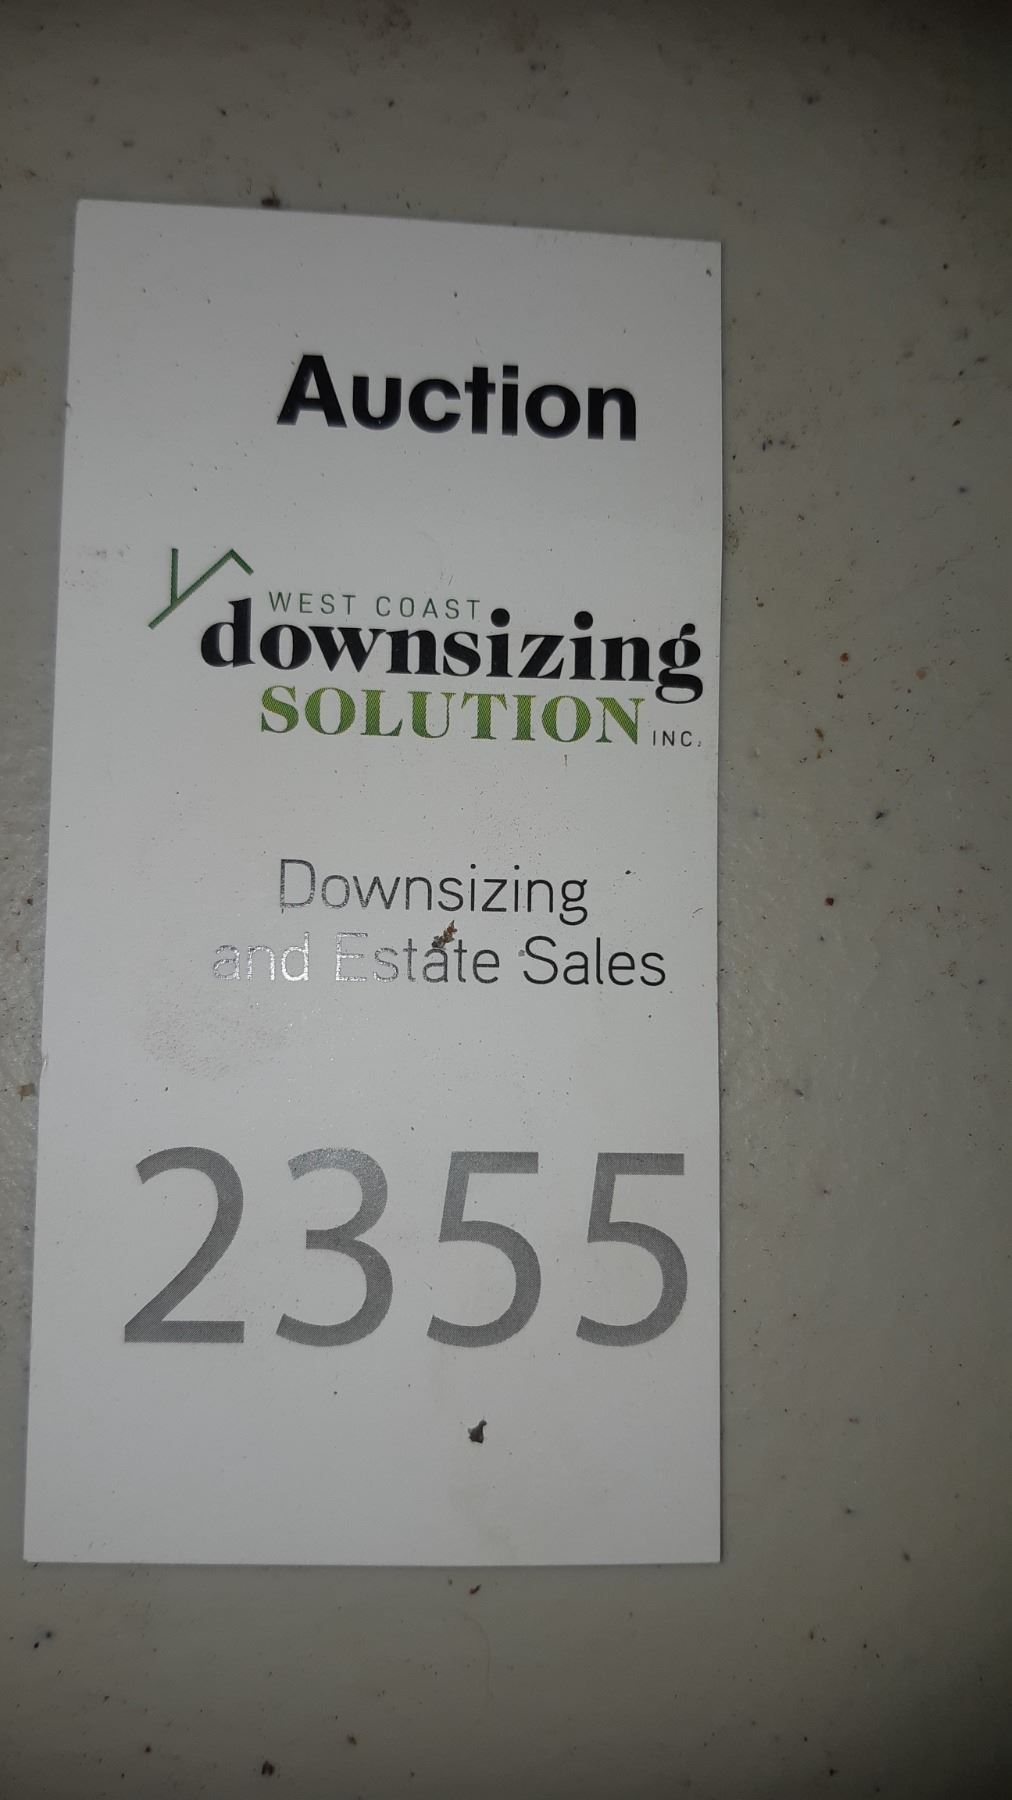 Auction
WEST COAST
downsizing
SOLUTION INC.
Downsizing
and Estate Sales
2355